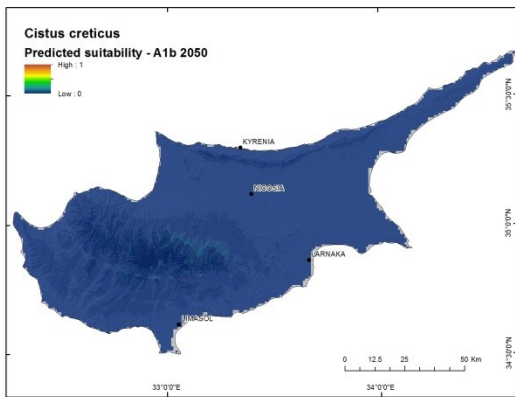 Cistus creticus
Predicted suitability - A1b 2050
High : 1
Low : 0
KYRENIA
NICOSIA
LARNAKA
LIMASOL
35°30'0"E
35°0'0"E
34°30'0"E
0 12.5 25 50 Km
33°0'0"E 34°0'0"E